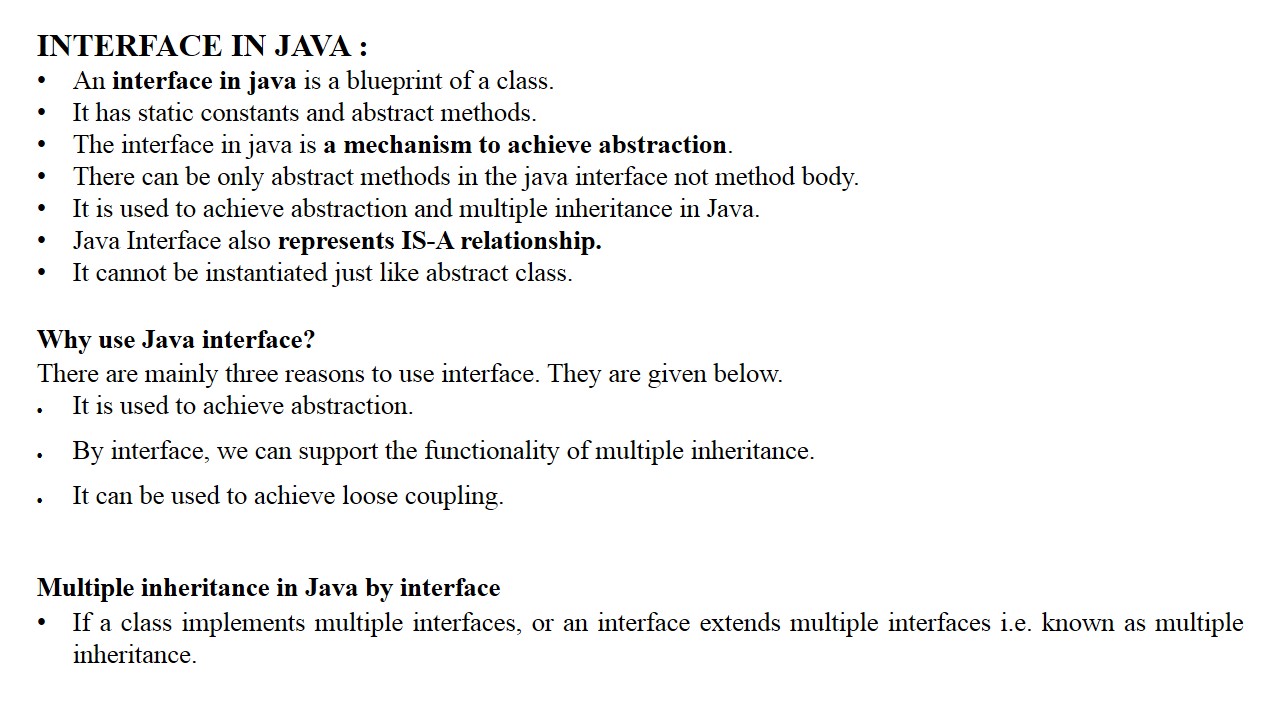 INTERFACE IN JAVA :
• An interface in java is a blueprint of a class.
• It has static constants and abstract methods.
• The interface in java is a mechanism to achieve abstraction.
• There can be only abstract methods in the java interface not method body.
• It is used to achieve abstraction and multiple inheritance in Java.
• Java Interface also represents IS-A relationship.
• It cannot be instantiated just like abstract class.
Why use Java interface?
There are mainly three reasons to use interface. They are given below.
• It is used to achieve abstraction.
• By interface, we can support the functionality of multiple inheritance.
• It can be used to achieve loose coupling.
Multiple inheritance in Java by interface
• If a class implements multiple interfaces, or an interface extends multiple interfaces i.e. known as multiple
inheritance.